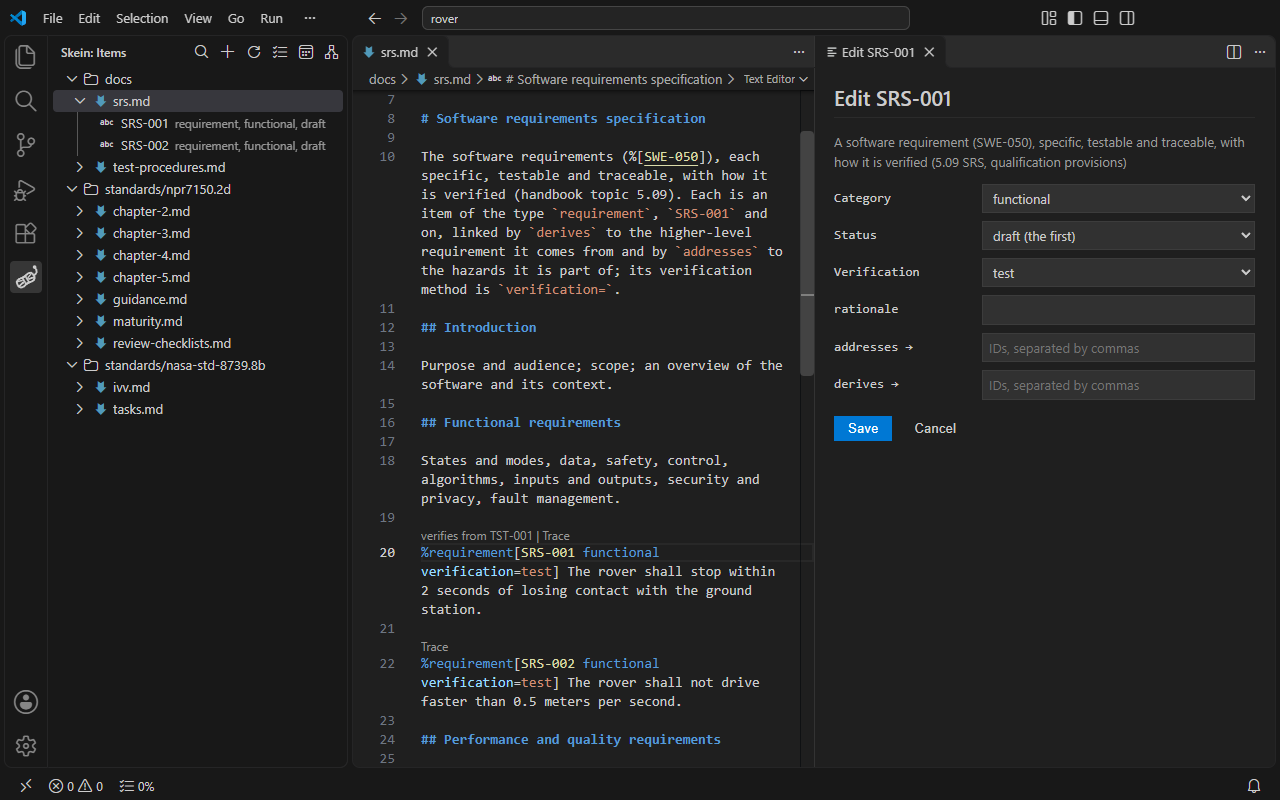 File Edit Selection View Go Run ···
rover
Skein: Items
docs
srs.md
abc SRS-001 requirement, functional, draft
abc SRS-002 requirement, functional, draft
test-procedures.md
standards/npr7150.2d
chapter-2.md
chapter-3.md
chapter-4.md
chapter-5.md
guidance.md
maturity.md
review-checklists.md
standards/nasa-std-8739.8b
ivv.md
tasks.md
srs.md
docs > srs.md > abc # Software requirements specification > Text Editor
7
8 # Software requirements specification
9
10 The software requirements (%[SWE-050]), each
specific, testable and traceable, with how it
is verified (handbook topic 5.09). Each is an
item of the type `requirement`, `SRS-001` and
on, linked by `derives` to the higher-level
requirement it comes from and by `addresses` to
the hazards it is part of; its verification
method is `verification=`.
11
12 ## Introduction
13
14 Purpose and audience; scope; an overview of the
software and its context.
15
16 ## Functional requirements
17
18 States and modes, data, safety, control,
algorithms, inputs and outputs, security and
privacy, fault management.
19
verifies from TST-001 | Trace
20 %requirement[SRS-001 functional
verification=test] The rover shall stop within
2 seconds of losing contact with the ground
station.
21
Trace
22 %requirement[SRS-002 functional
verification=test] The rover shall not drive
faster than 0.5 meters per second.
23
24 ## Performance and quality requirements
25
Edit SRS-001
Edit SRS-001
A software requirement (SWE-050), specific, testable and traceable, with
how it is verified (5.09 SRS, qualification provisions)
Category functional
Status draft (the first)
Verification test
rationale
addresses → IDs, separated by commas
derives → IDs, separated by commas
Save Cancel
0 0 0%